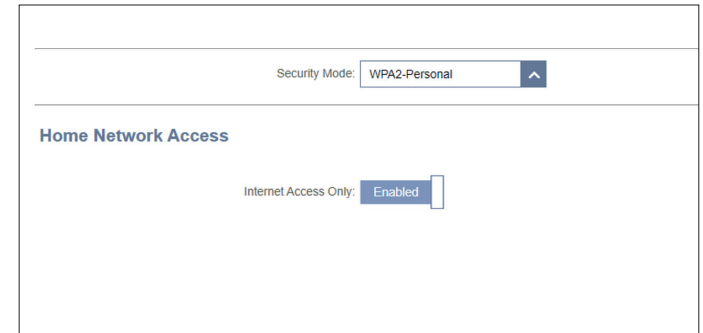 Security Mode: WPA2-Personal
Home Network Access
Internet Access Only: Enabled